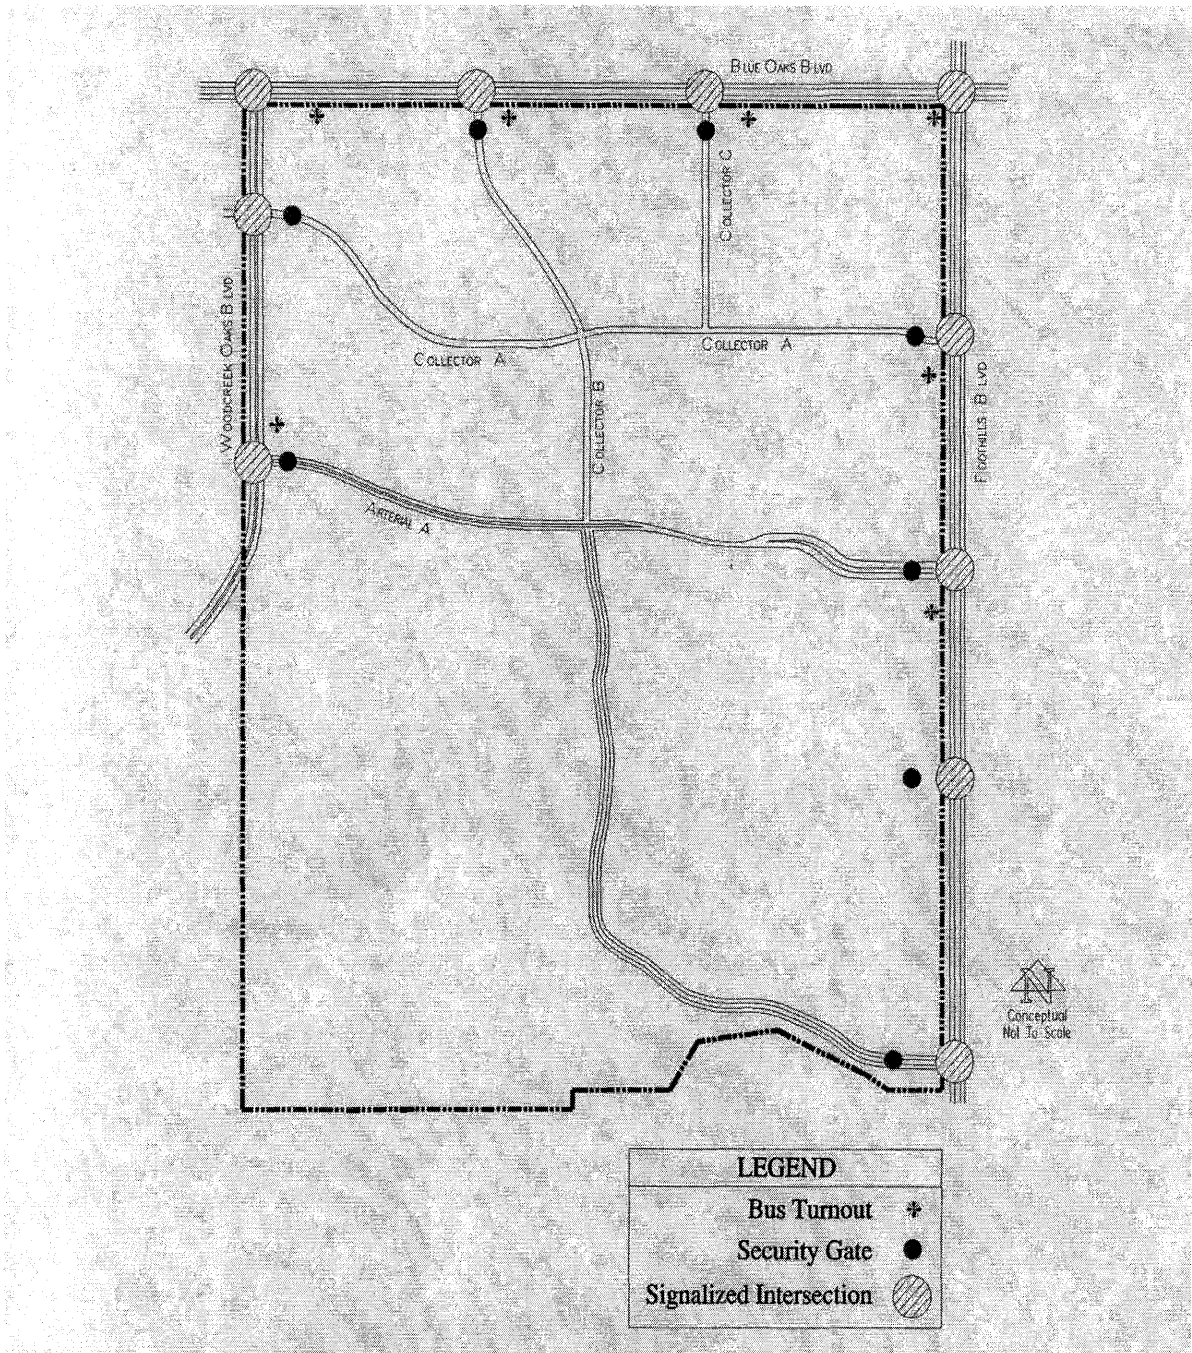 BLUE OAKS BLVD
COLLECTOR C
WOODCREEK OAKS BLVD
COLLECTOR A
COLLECTOR A
COLLECTOR B
FOOTHILLS BLVD
ARTERIAL A
N
Conceptual
Not To Scale
LEGEND
Bus Turnout
Security Gate
Signalized Intersection